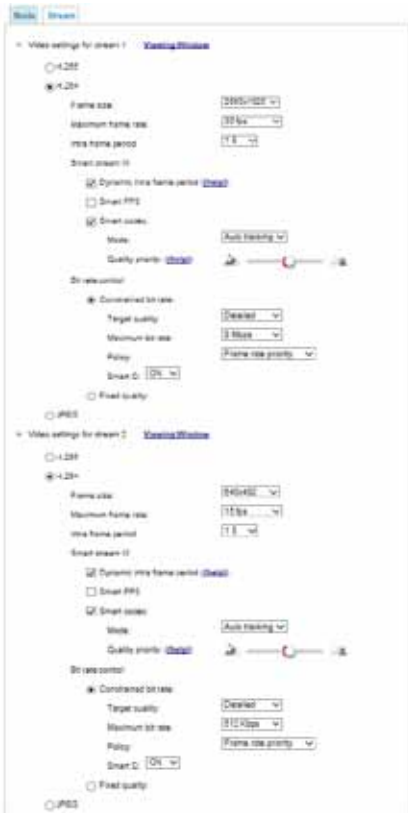 Mode Stream
Video settings for stream 1 Viewing Window
H.265
H.264
Frame size:
Maximum frame rate: 30 fps
Intra frame period 1 S
Smart stream III
Dynamic intra frame period (Help)
Smart FPS
Smart codec:
Mode: Auto tracking
Quality priority: (Help)
Bit rate control
Constrained bit rate:
Target quality: Detailed
Maximum bit rate:
Policy: Frame rate priority
Smart Q: ON
Fixed quality:
JPEG
Video settings for stream 2 Viewing Window
H.265
H.264
Frame size:
Maximum frame rate: 15 fps
Intra frame period 1 S
Smart stream III
Dynamic intra frame period (Help)
Smart FPS
Smart codec:
Mode: Auto tracking
Quality priority: (Help)
Bit rate control
Constrained bit rate:
Target quality: Detailed
Maximum bit rate: 512 Kbps
Policy: Frame rate priority
Smart Q: ON
Fixed quality:
JPEG